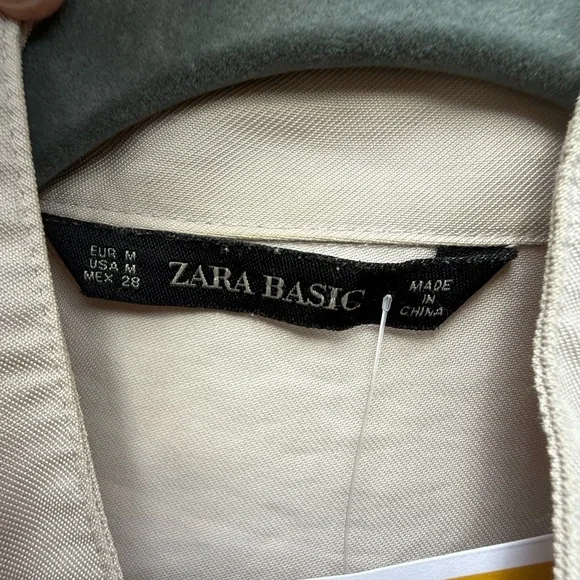 EUR M
USA M
MEX 28
ZARA BASIC
MADE
IN
CHINA